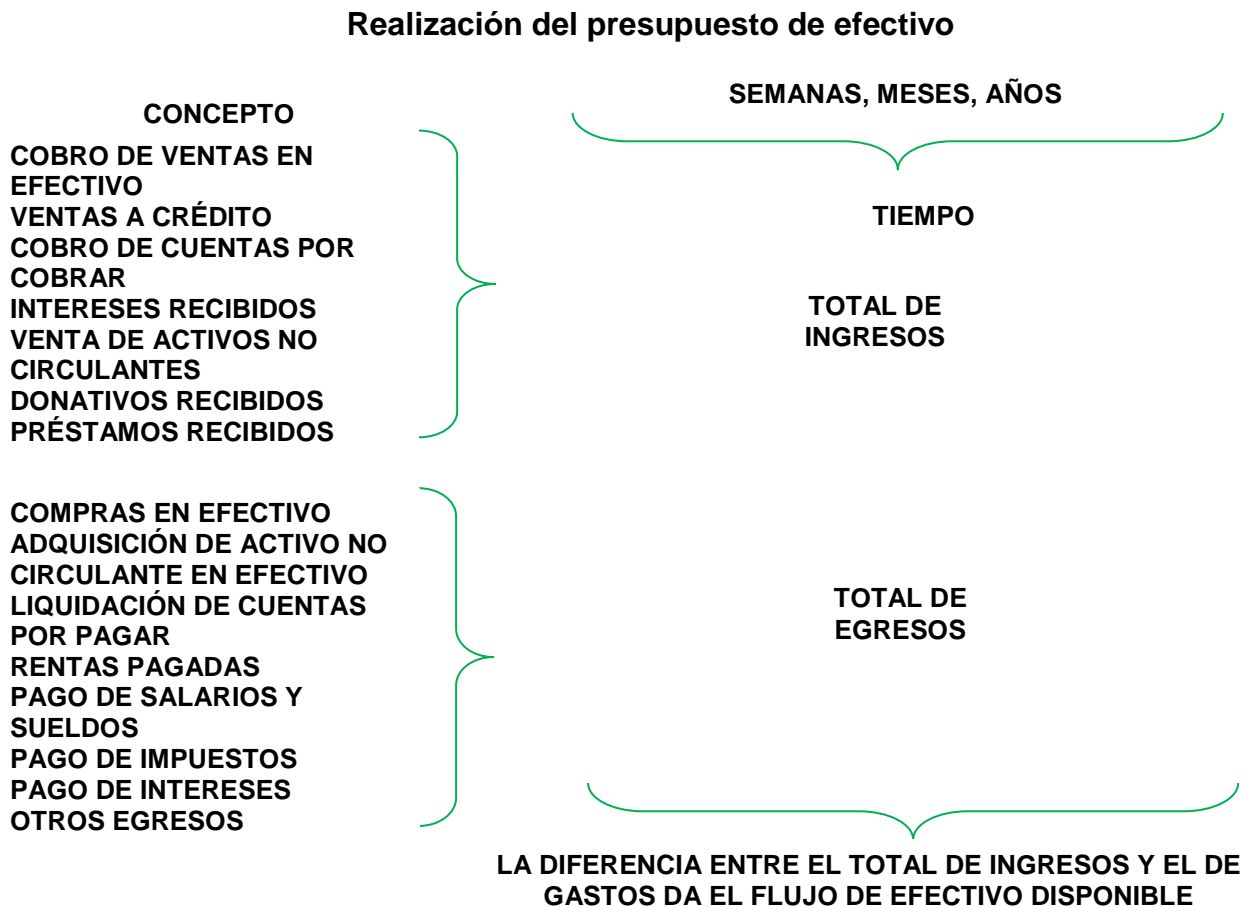 Realización del presupuesto de efectivo
SEMANAS, MESES, AÑOS
CONCEPTO
COBRO DE VENTAS EN
EFECTIVO
VENTAS A CRÉDITO
COBRO DE CUENTAS POR
COBRAR
INTERESES RECIBIDOS
VENTA DE ACTIVOS NO
CIRCULANTES
DONATIVOS RECIBIDOS
PRÉSTAMOS RECIBIDOS
TIEMPO
TOTAL DE
INGRESOS
COMPRAS EN EFECTIVO
ADQUISICIÓN DE ACTIVO NO
CIRCULANTE EN EFECTIVO
LIQUIDACIÓN DE CUENTAS
POR PAGAR
RENTAS PAGADAS
PAGO DE SALARIOS Y
SUELDOS
PAGO DE IMPUESTOS
PAGO DE INTERESES
OTROS EGRESOS
TOTAL DE
EGRESOS
LA DIFERENCIA ENTRE EL TOTAL DE INGRESOS Y EL DE
GASTOS DA EL FLUJO DE EFECTIVO DISPONIBLE